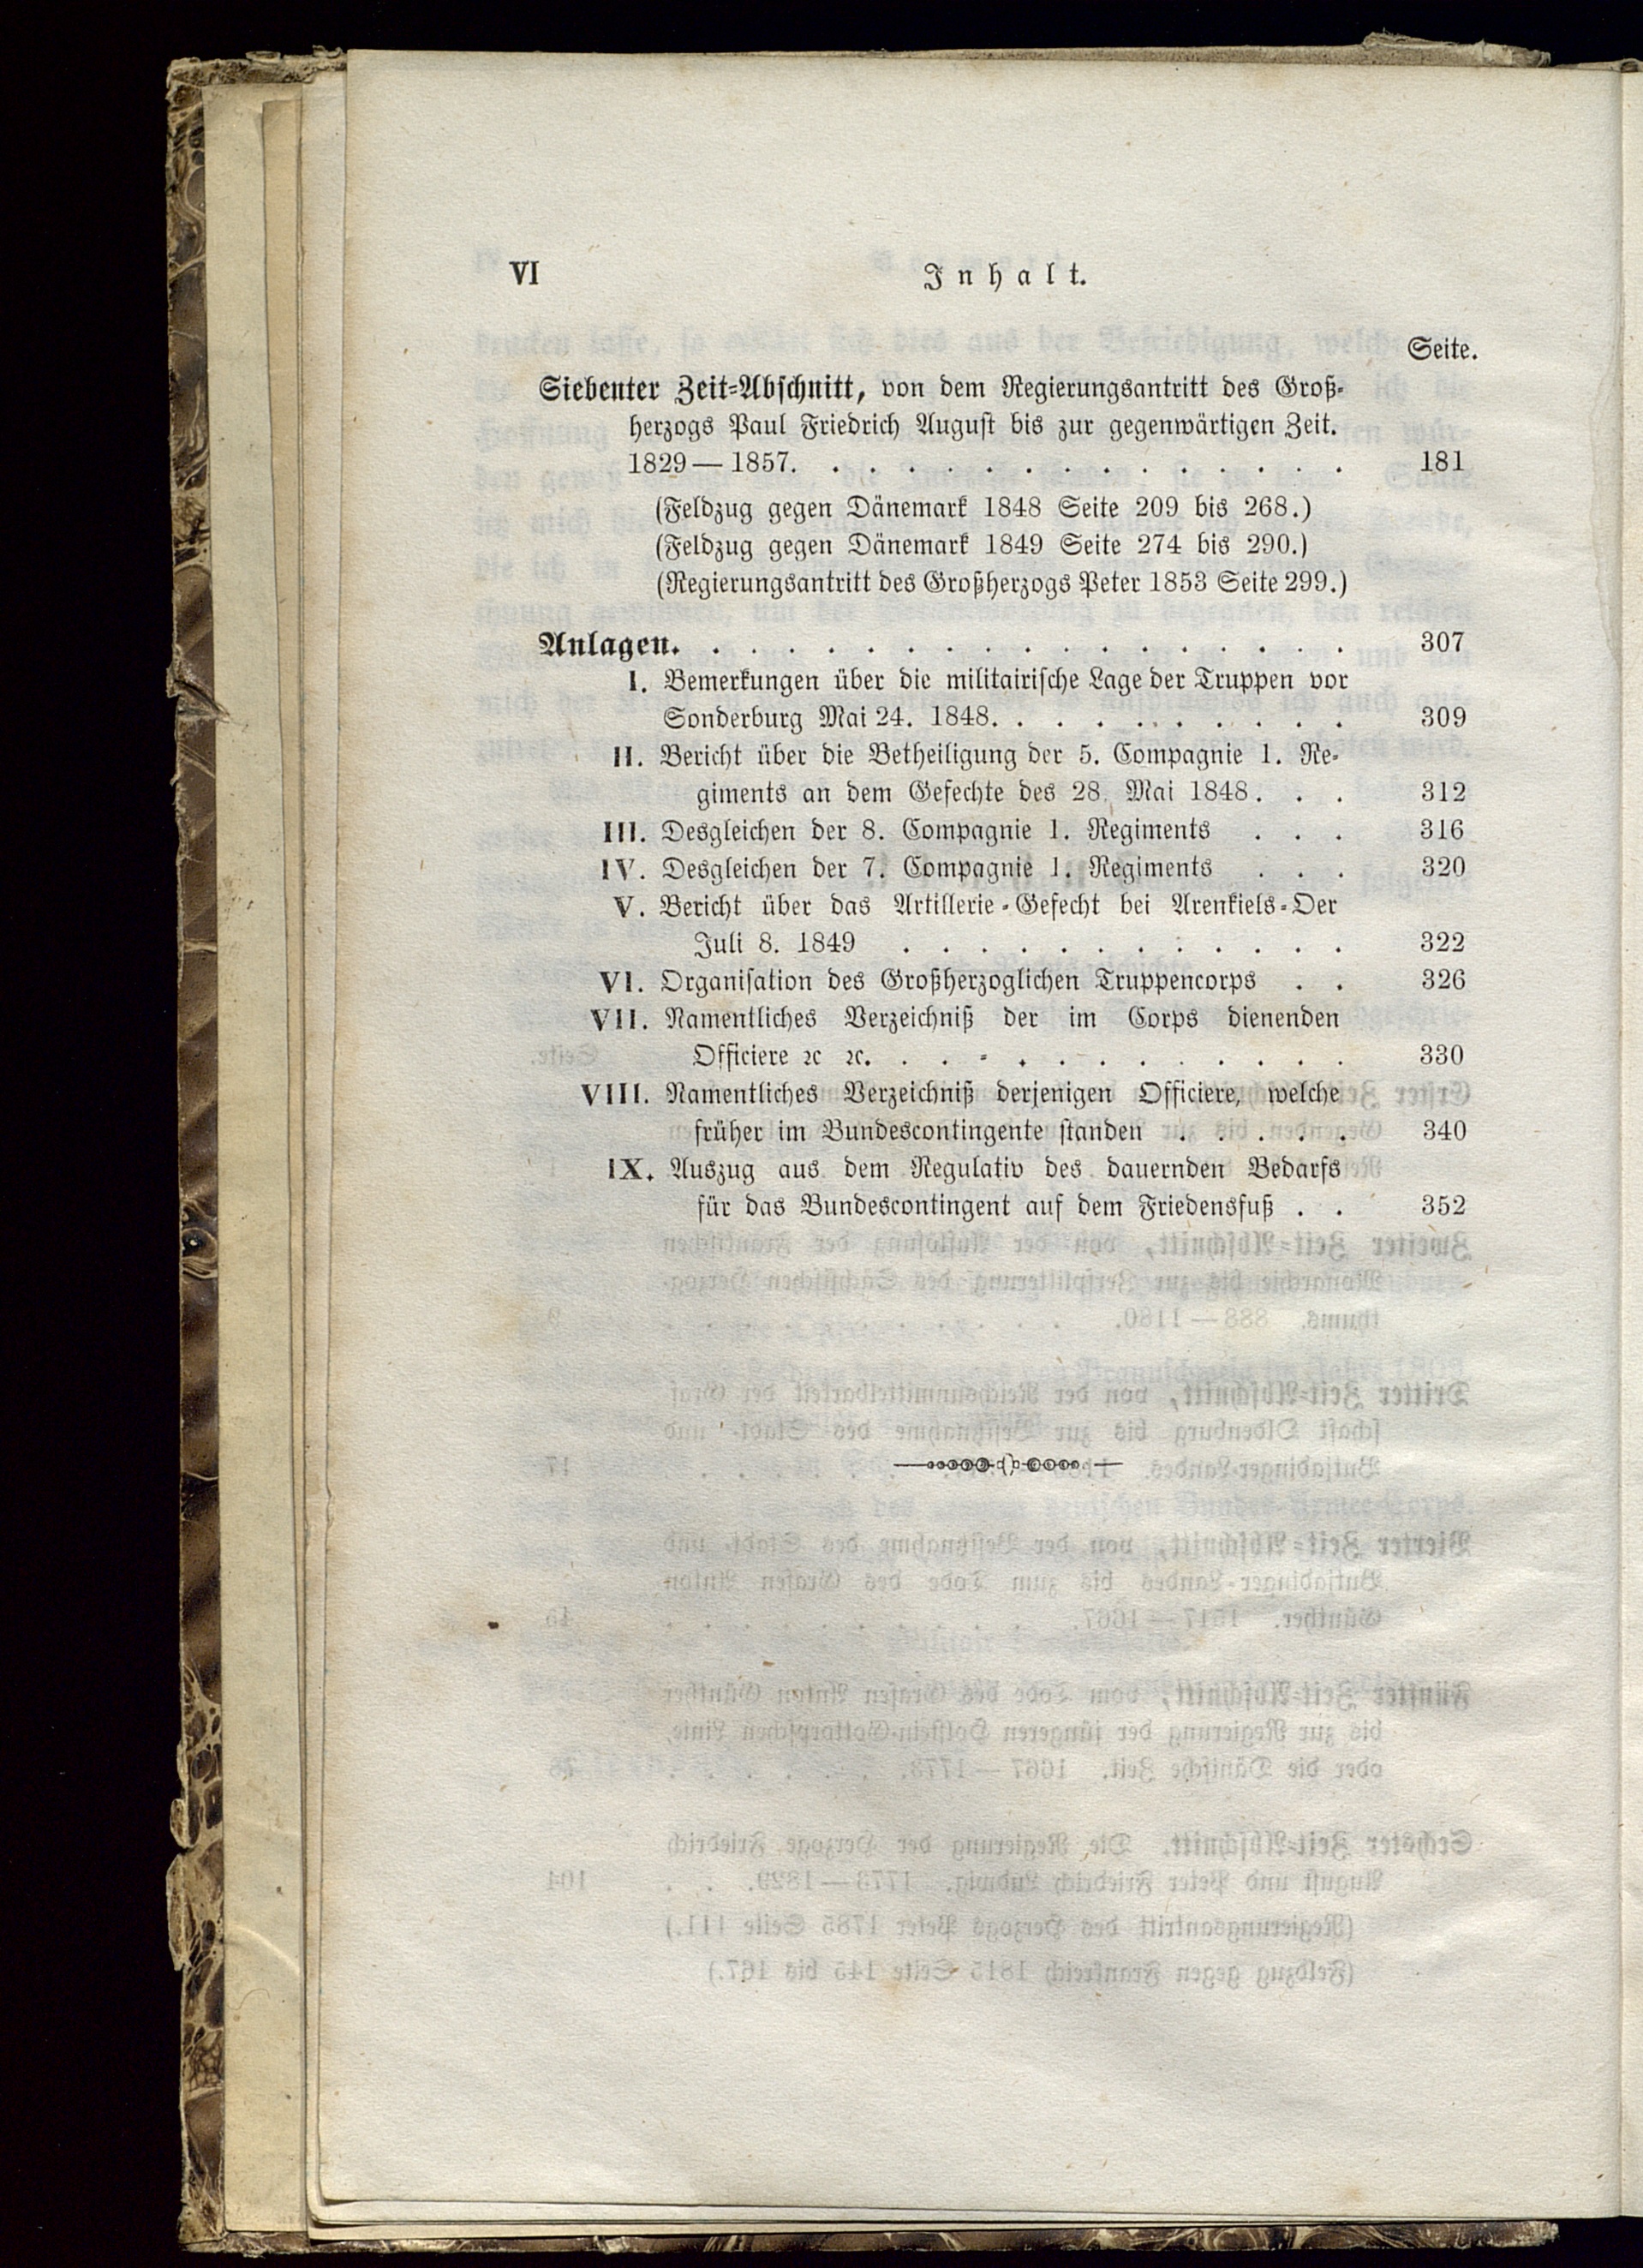 VI Inhalt.
Seite.
Siebenter Zeit-Abschnitt, von dem Regierungsantritt des Groß-
herzogs Paul Friedrich August bis zur gegenwärtigen Zeit.
1829—1857. . . . . . . . . . . . . . . 181
(Feldzug gegen Dänemark 1848 Seite 209 bis 268.)
(Feldzug gegen Dänemark 1849 Seite 274 bis 290.)
(Regierungsantritt des Großherzogs Peter 1853 Seite 299.)
Anlagen. . . . . . . . . . . . . . . . . . 307
I. Bemerkungen über die militairische Lage der Truppen vor
Sonderburg Mai 24. 1848. . . . . . . . . . 309
II. Bericht über die Betheiligung der 5. Compagnie 1. Re-
giments an dem Gefechte des 28. Mai 1848. . . 312
III. Desgleichen der 8. Compagnie 1. Regiments . . . 316
IV. Desgleichen der 7. Compagnie 1. Regiments . . . 320
V. Bericht über das Artillerie-Gefecht bei Arenkiels-Oer
Juli 8. 1849 . . . . . . . . . . . . 322
VI. Organisation des Großherzoglichen Truppencorps . . 326
VII. Namentliches Verzeichniß der im Corps dienenden
Officiere ꝛc ꝛc. . . . . . . . . . . . . 330
VIII. Namentliches Verzeichniß derjenigen Officiere, welche
früher im Bundescontingente standen . . . . . 340
IX. Auszug aus dem Regulativ des dauernden Bedarfs
für das Bundescontingent auf dem Friedensfuß . . 352